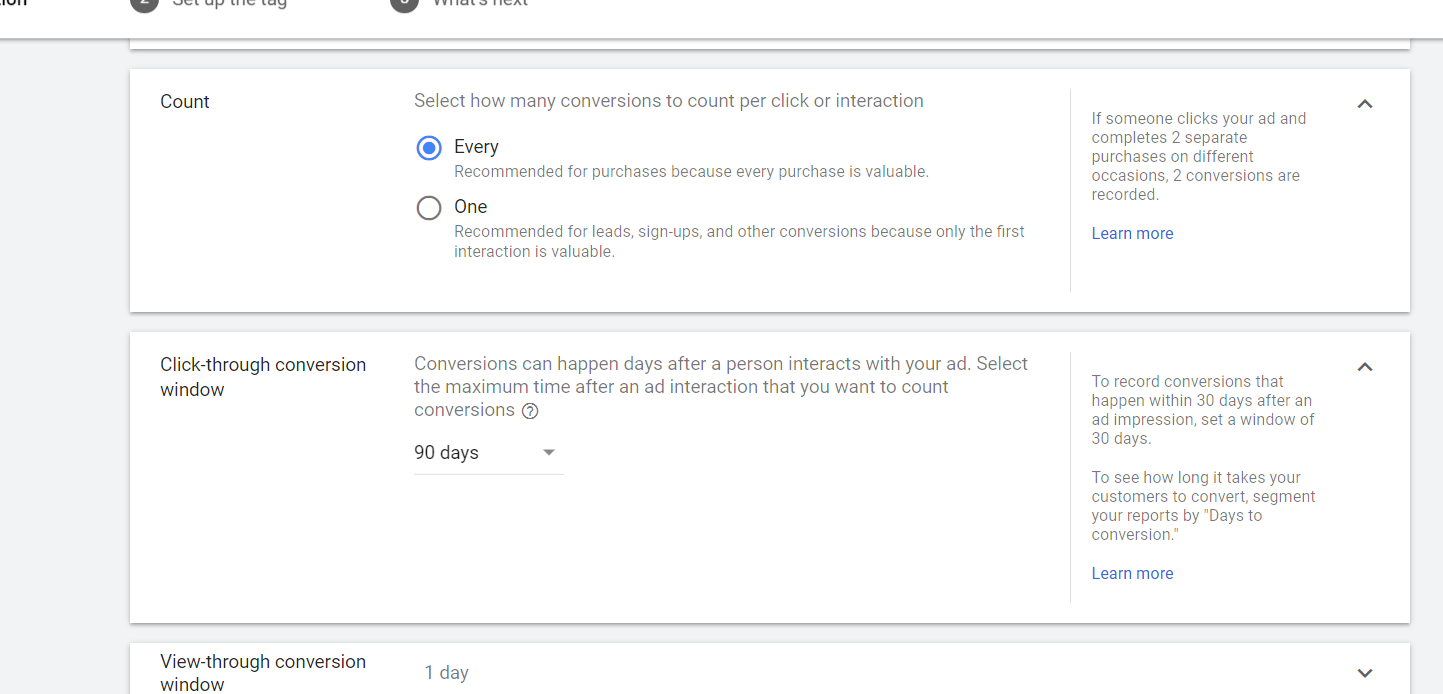 Set up the tag
What's next
Count
Select how many conversions to count per click or interaction
Every
Recommended for purchases because every purchase is valuable.
One
Recommended for leads, sign-ups, and other conversions because only the first
interaction is valuable.
If someone clicks your ad and
completes 2 separate
purchases on different
occasions, 2 conversions are
recorded.
Learn more
Click-through conversion
window
Conversions can happen days after a person interacts with your ad. Select
the maximum time after an ad interaction that you want to count
conversions
90 days
To record conversions that
happen within 30 days after an
ad impression, set a window of
30 days.
To see how long it takes your
customers to convert, segment
your reports by "Days to
conversion."
Learn more
View-through conversion
window
1 day